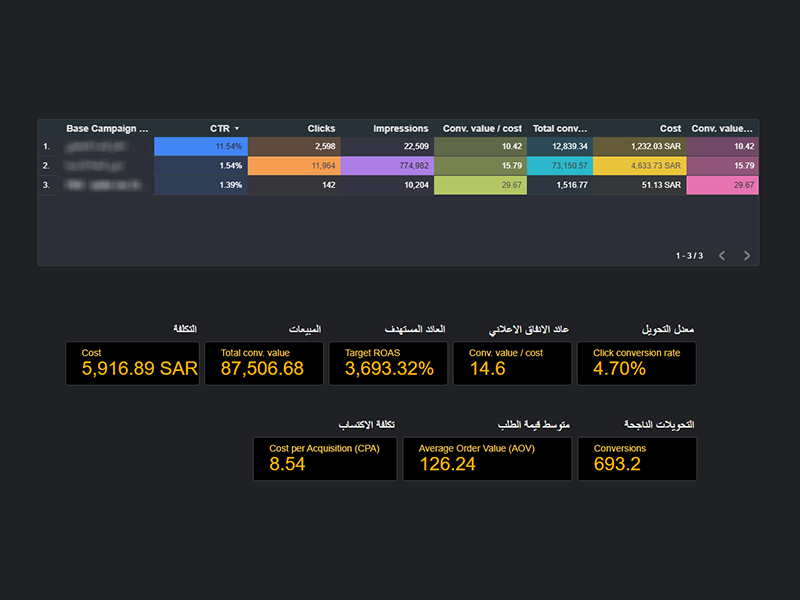 Base Campaign ... CTR Clicks Impressions Conv. value / cost Total conv... Cost Conv. value...
1. 11.54% 2,598 22,509 10.42 12,839.34 1,232.03 SAR 10.42
2. 1.54% 11,964 774,982 15.79 73,150.57 4,633.73 SAR 15.79
3. 1.39% 142 10,204 29.67 1,516.77 51.13 SAR 29.67
1 - 3 / 3
التكلفة المبيعات العائد المستهدف عائد الانفاق الاعلاني معدل التحويل
Cost Total conv. value Target ROAS Conv. value / cost Click conversion rate
5,916.89 SAR 87,506.68 3,693.32% 14.6 4.70%
تكلفة الاكتساب متوسط قيمة الطلب التحويلات الناجحة
Cost per Acquisition (CPA) Average Order Value (AOV) Conversions
8.54 126.24 693.2